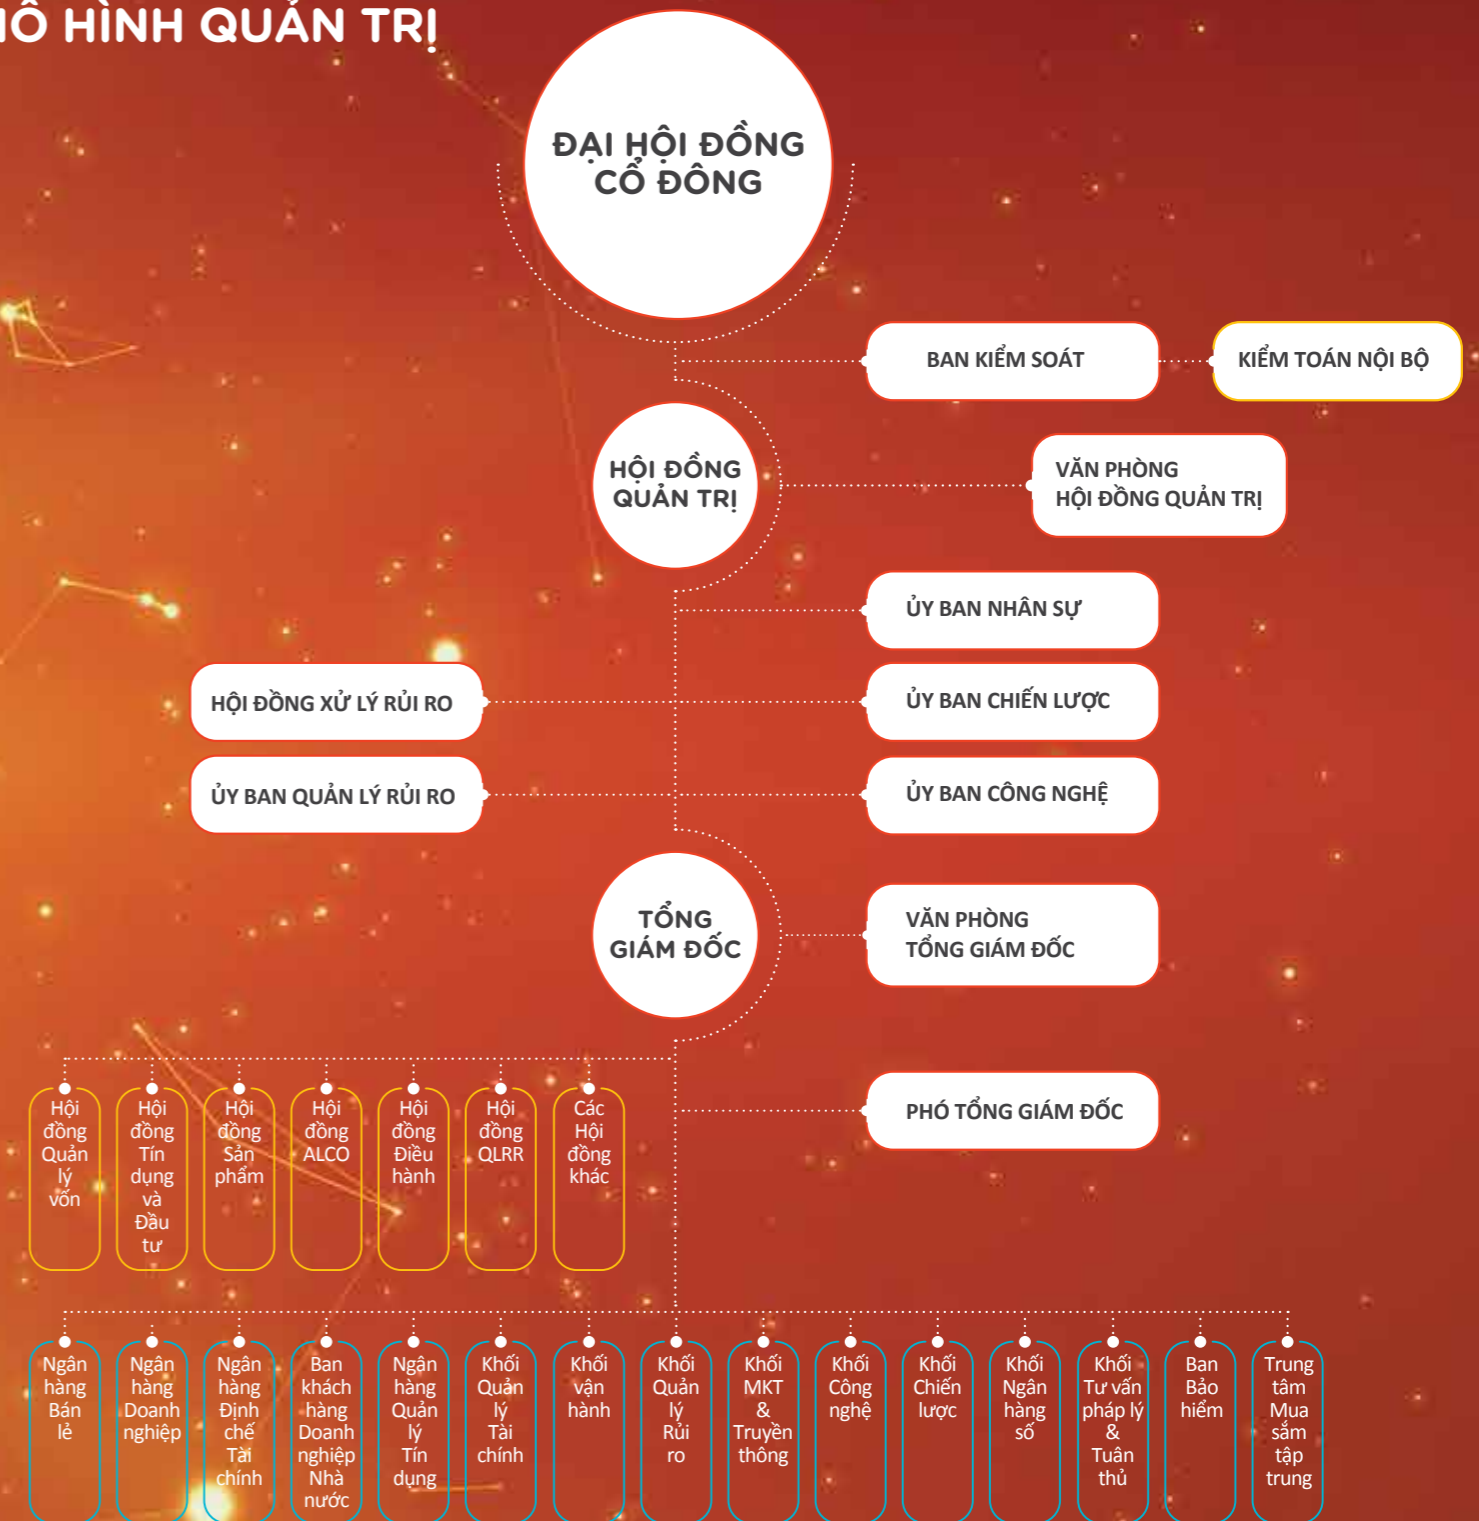 MÔ HÌNH QUẢN TRỊ
ĐẠI HỘI ĐỒNG
CỔ ĐÔNG
BAN KIỂM SOÁT
KIỂM TOÁN NỘI BỘ
HỘI ĐỒNG
QUẢN TRỊ
VĂN PHÒNG
HỘI ĐỒNG QUẢN TRỊ
ỦY BAN NHÂN SỰ
HỘI ĐỒNG XỬ LÝ RỦI RO
ỦY BAN CHIẾN LƯỢC
ỦY BAN QUẢN LÝ RỦI RO
ỦY BAN CÔNG NGHỆ
TỔNG
GIÁM ĐỐC
VĂN PHÒNG
TỔNG GIÁM ĐỐC
PHÓ TỔNG GIÁM ĐỐC
Hội
đồng
Quản
lý
vốn
Hội
đồng
Tín
dụng
và
Đầu
tư
Hội
đồng
Sản
phẩm
Hội
đồng
ALCO
Hội
đồng
Điều
hành
Hội
đồng
QLRR
Các
Hội
đồng
khác
Ngân
hàng
Bán
lẻ
Ngân
hàng
Doanh
nghiệp
Ngân
hàng
Định
chế
Tài
chính
Ban
khách
hàng
Doanh
nghiệp
Nhà
nước
Ngân
hàng
Quản
lý
Tín
dụng
Khối
Quản
lý
Tài
chính
Khối
vận
hành
Khối
Quản
lý
Rủi
ro
Khối
MKT
&
Truyền
thông
Khối
Công
nghệ
Khối
Chiến
lược
Khối
Ngân
hàng
số
Khối
Tư vấn
pháp lý
&
Tuân
thủ
Ban
Bảo
hiểm
Trung
tâm
Mua
sắm
tập
trung